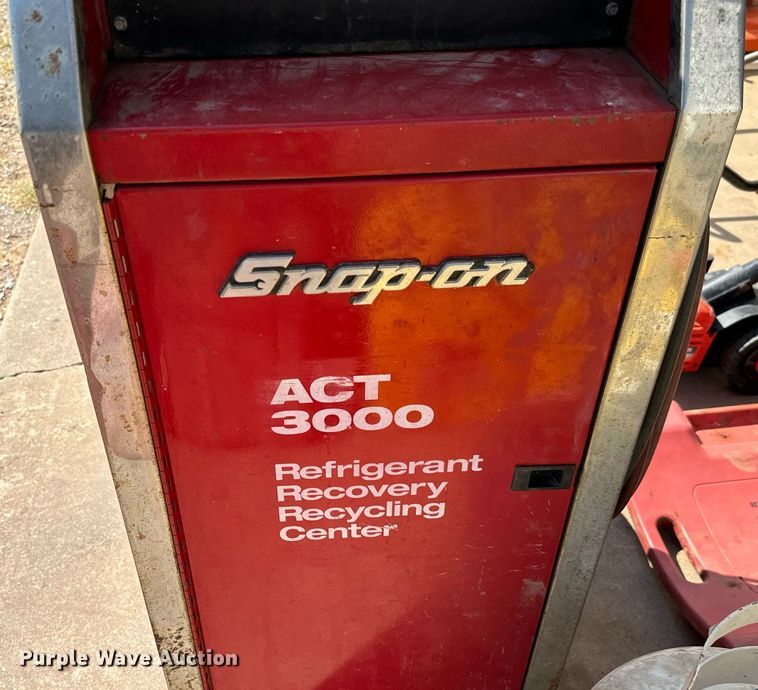 Snap-on
ACT
3000
Refrigerant
Recovery
Recycling
Center
Purple Wave Auction